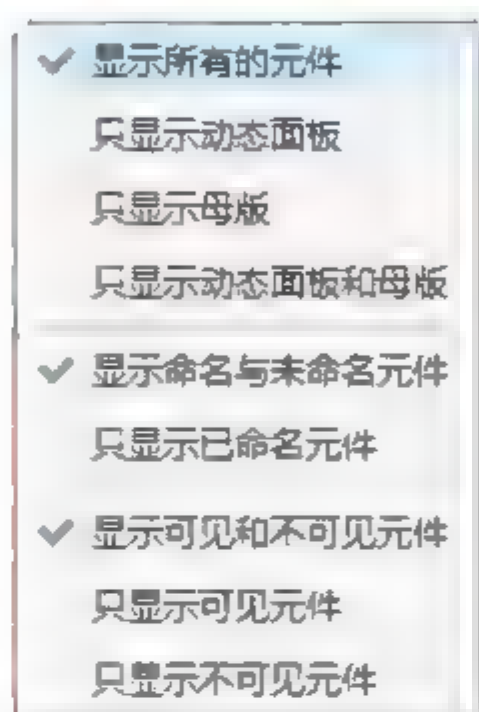 显示所有的元件
只显示动态面板
只显示母版
只显示动态面板和母版
显示命名与未命名元件
只显示已命名元件
显示可见和不可见元件
只显示可见元件
只显示不可见元件